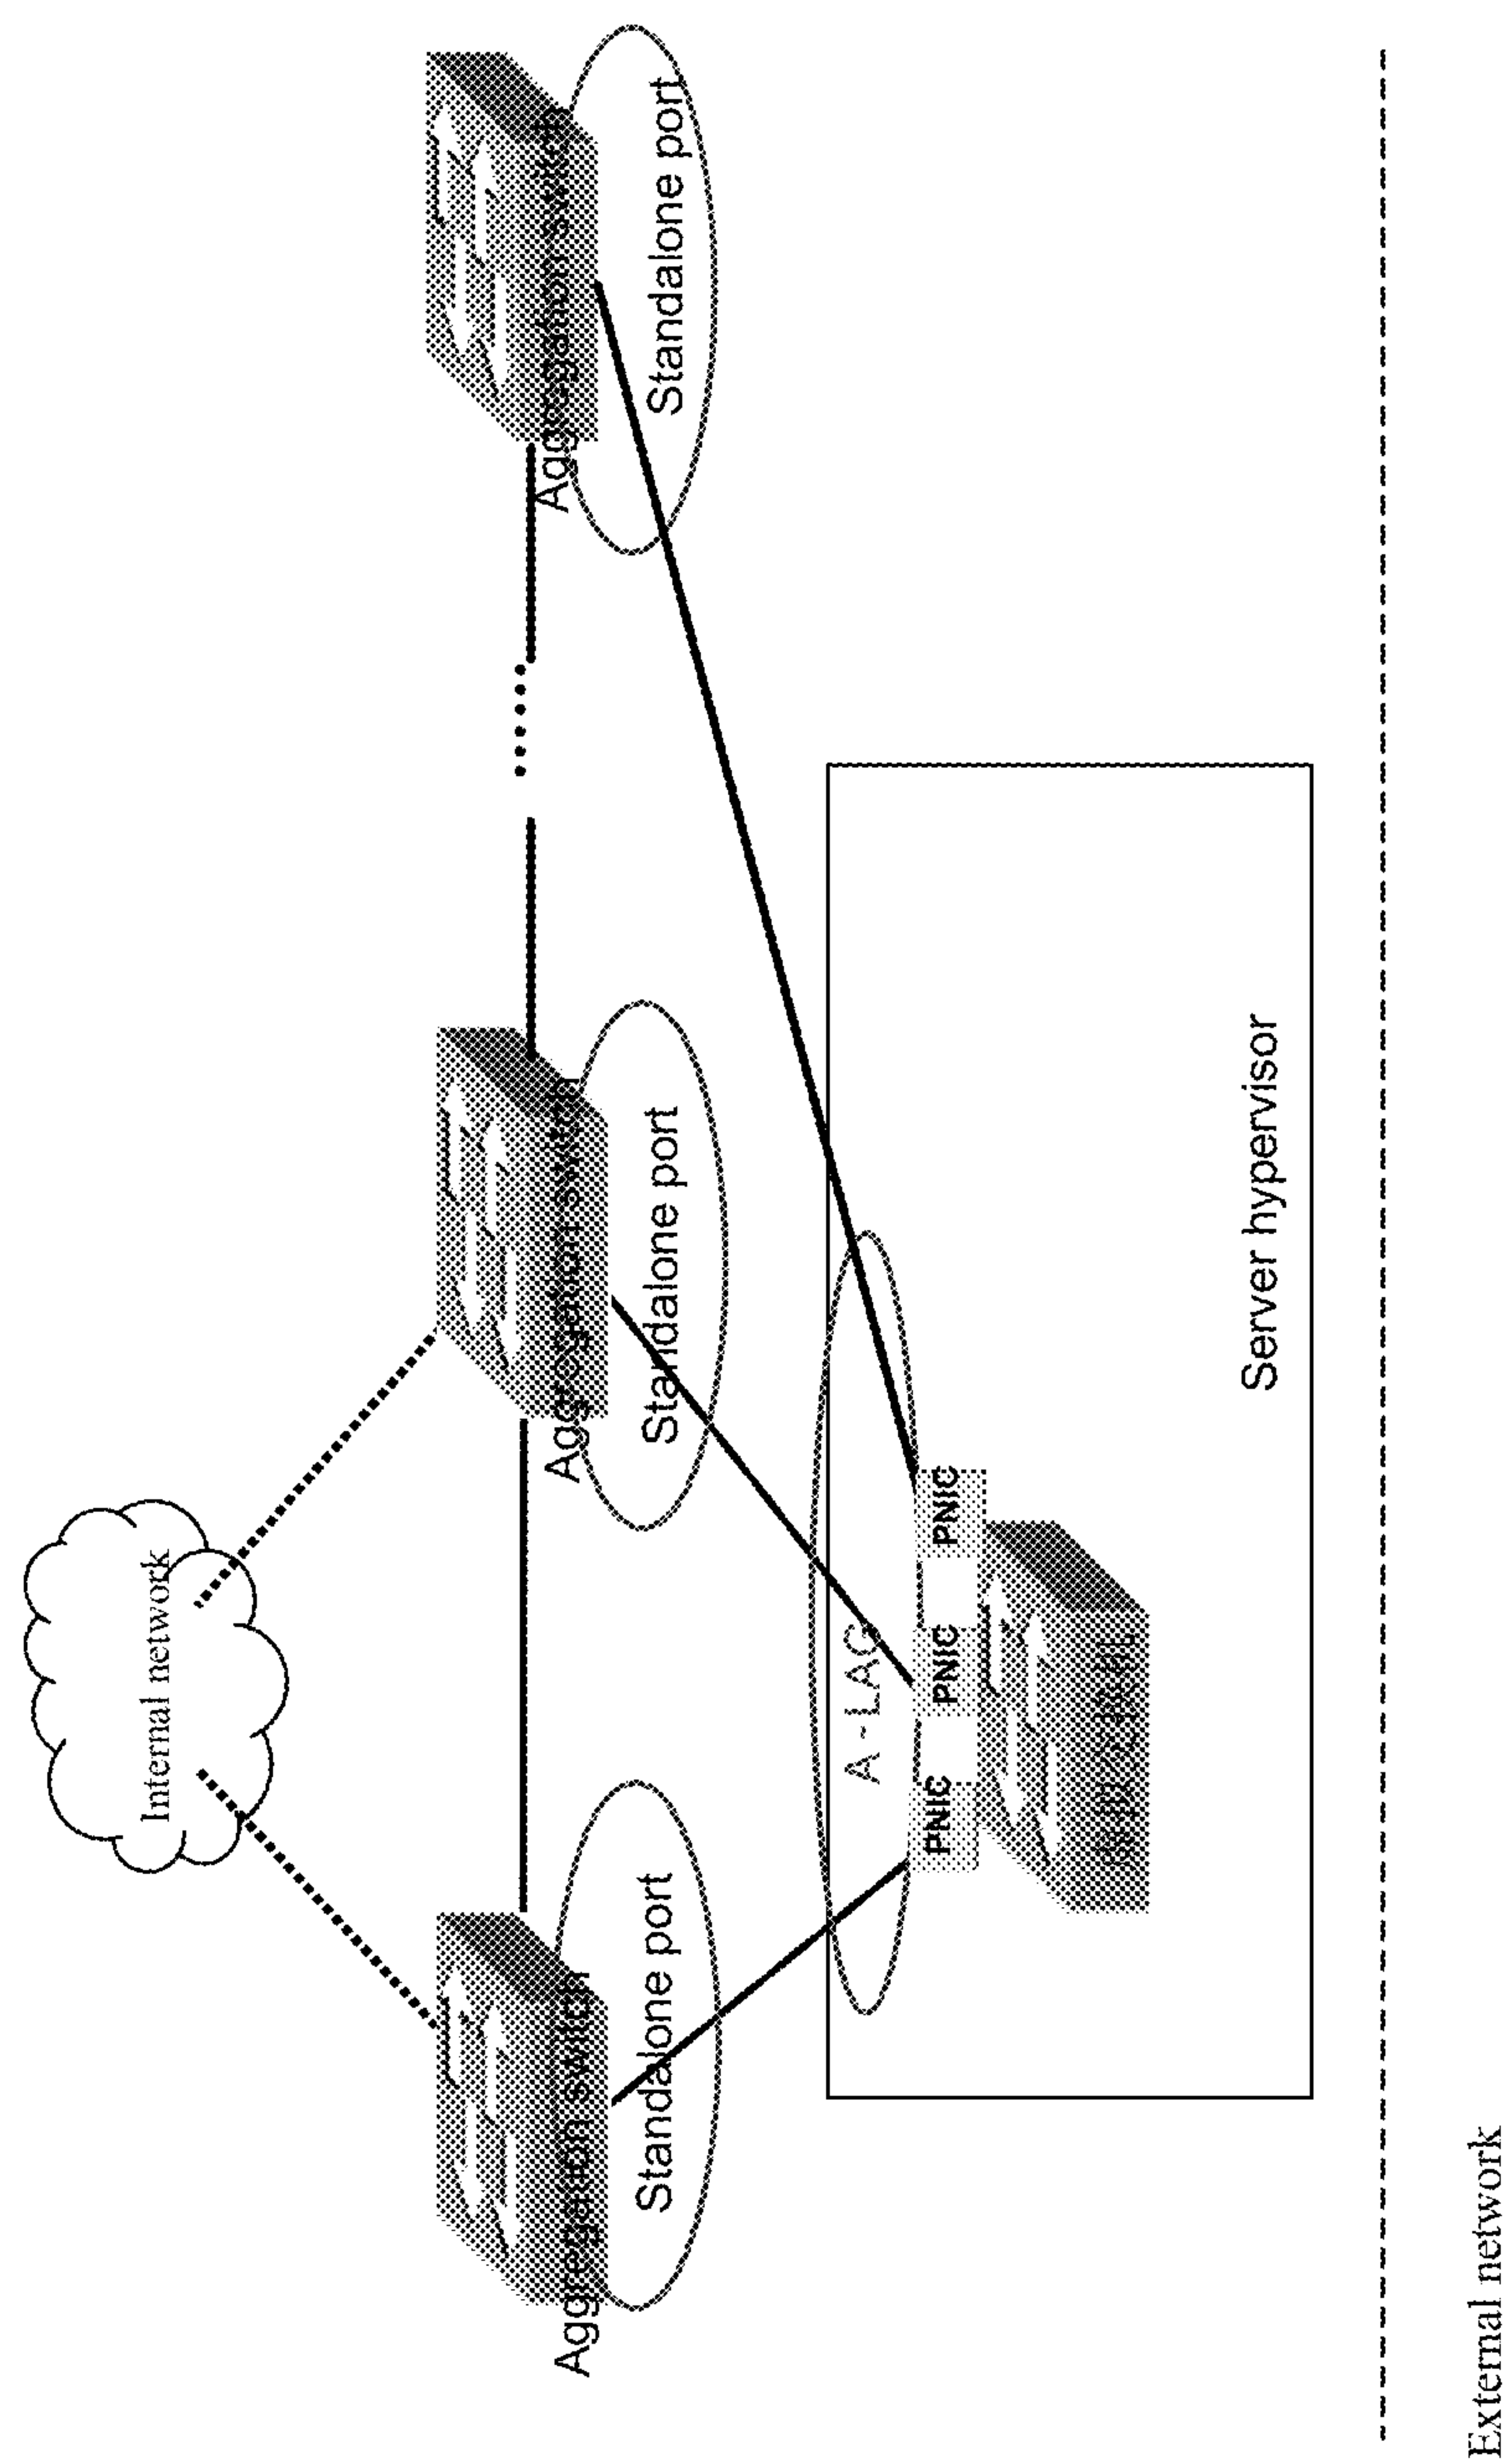 Internal network
Aggregation switch
Aggregation switch
Aggregation switch
Standalone port
Standalone port
Standalone port
A-LAG
PNIC
PNIC
PNIC
Server hypervisor
External network